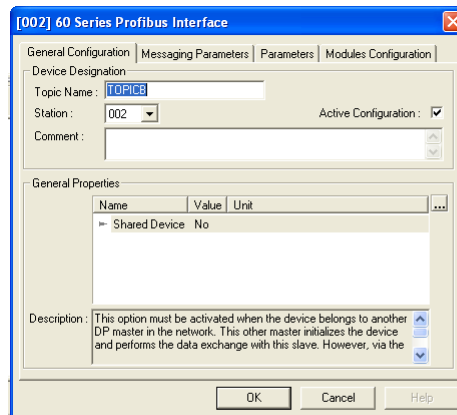 [002] 60 Series Profibus Interface
General Configuration Messaging Parameters Parameters Modules Configuration
Device Designation
Topic Name : TOPICB
Station : 002 Active Configuration :
Comment :
General Properties
Name Value Unit ...
Shared Device No
Description : This option must be activated when the device belongs to another
DP master in the network. This other master initializes the device
and performs the data exchange with this slave. However, via the
OK Cancel Help